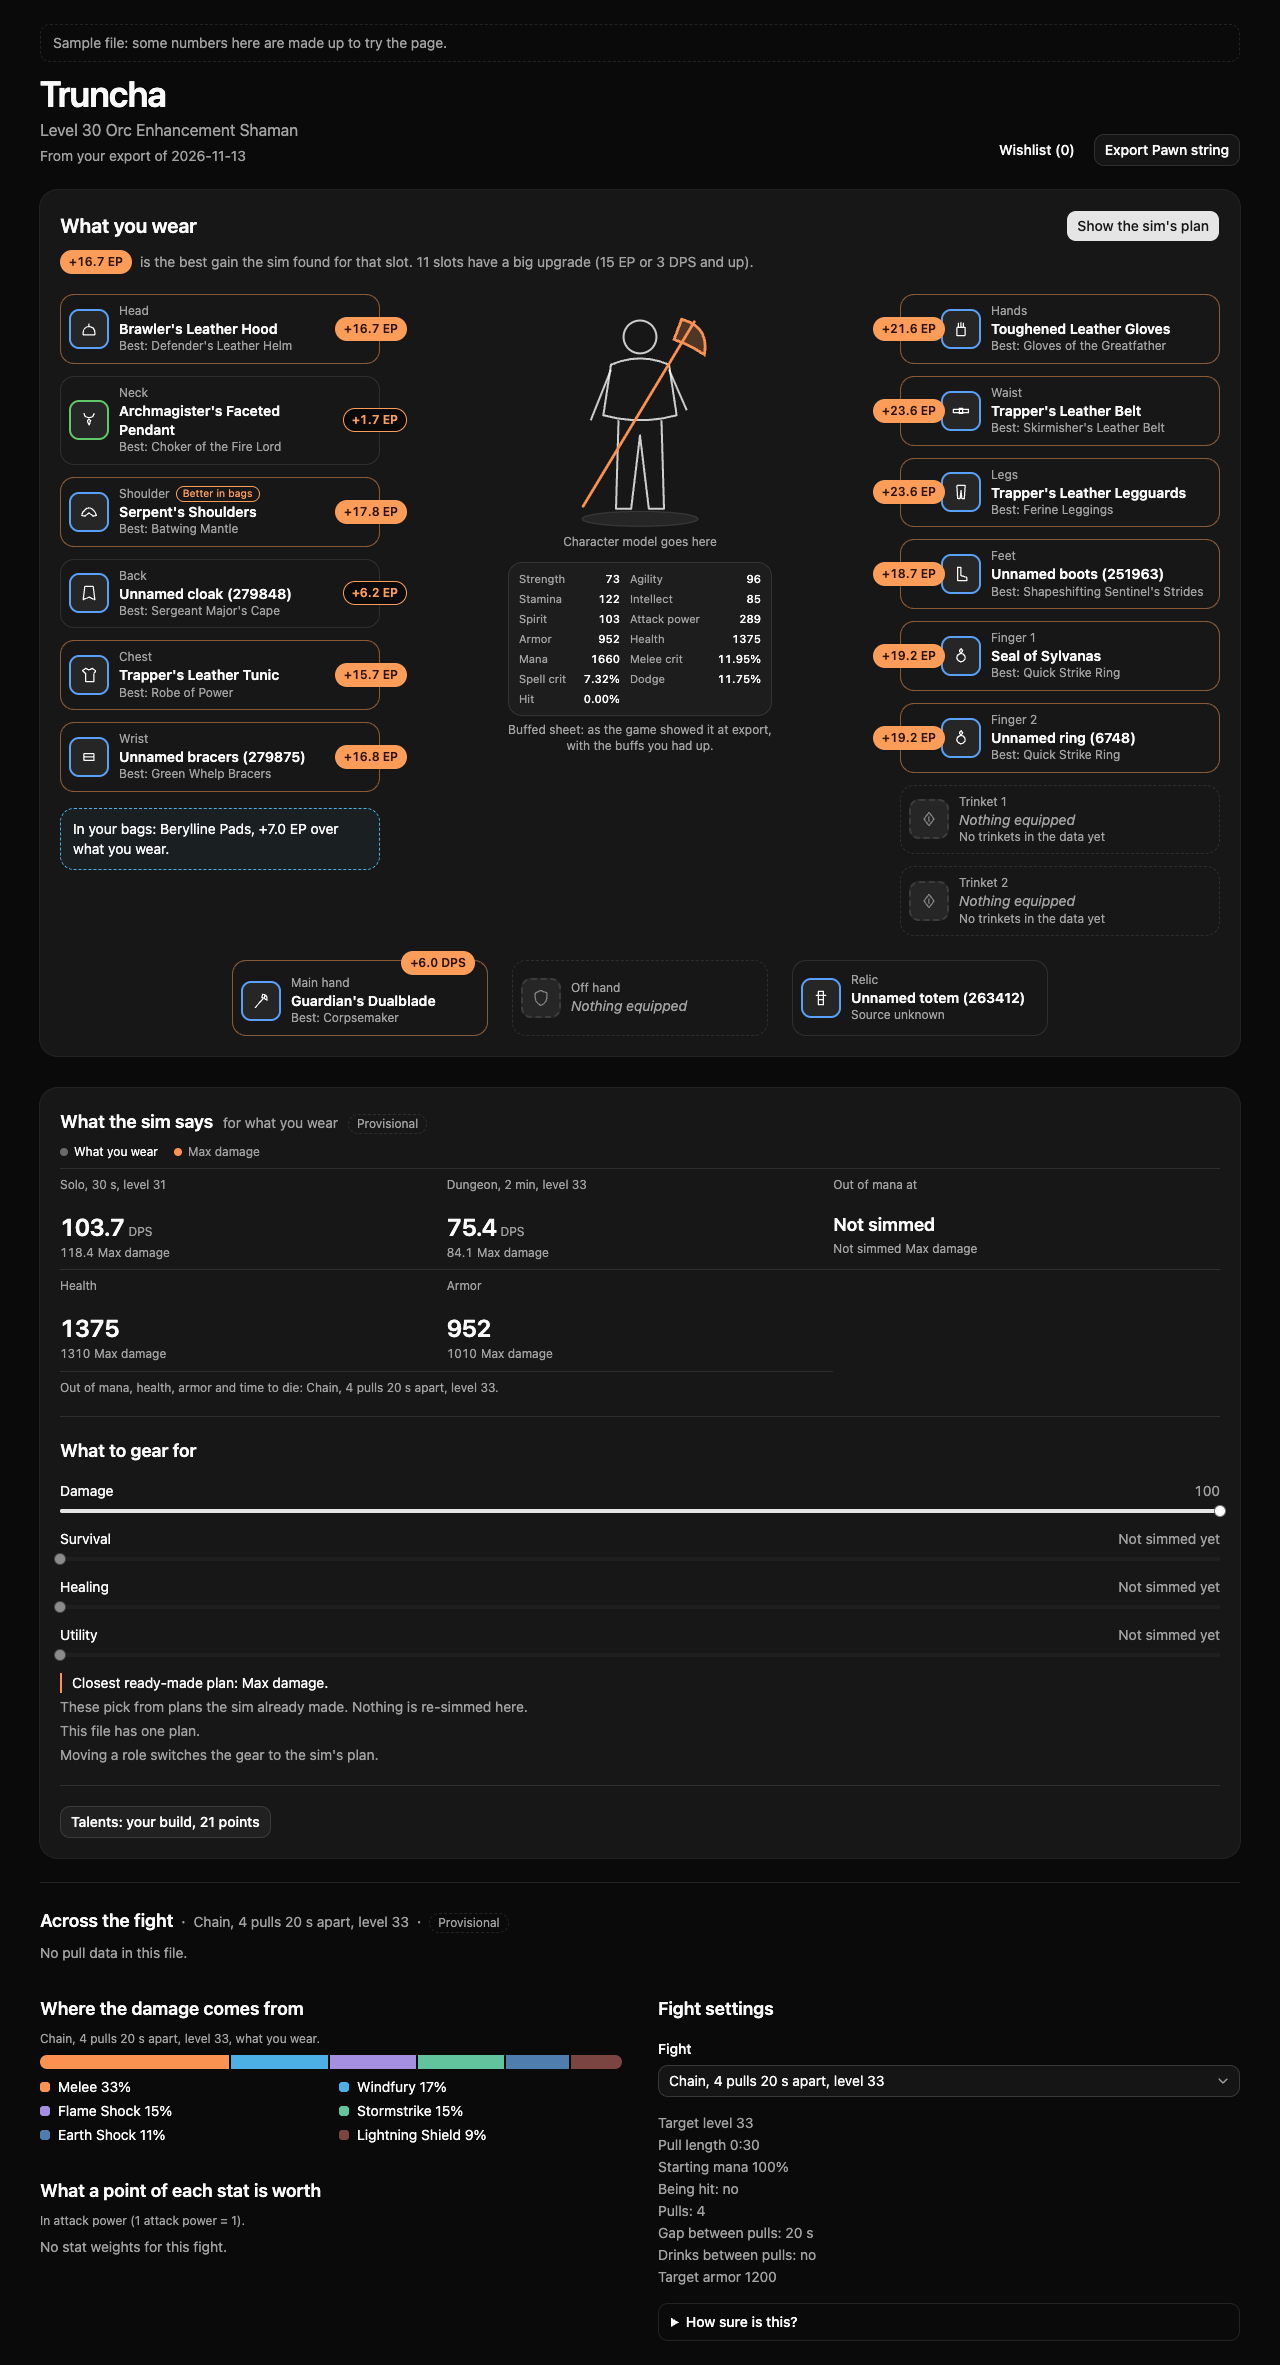 Sample file: some numbers here are made up to try the page.
Truncha
Level 30 Orc Enhancement Shaman
From your export of 2026-11-13
Wishlist (0)
Export Pawn string
What you wear
Show the sim's plan
+16.7 EP is the best gain the sim found for that slot. 11 slots have a big upgrade (15 EP or 3 DPS and up).
Head
Brawler's Leather Hood
Best: Defender's Leather Helm
+16.7 EP
Neck
Archmagister's Faceted
Pendant
Best: Choker of the Fire Lord
+1.7 EP
Shoulder Better in bags
Serpent's Shoulders
Best: Batwing Mantle
+17.8 EP
Back
Unnamed cloak (279848)
Best: Sergeant Major's Cape
+6.2 EP
Chest
Trapper's Leather Tunic
Best: Robe of Power
+15.7 EP
Wrist
Unnamed bracers (279875)
Best: Green Whelp Bracers
+16.8 EP
In your bags: Berylline Pads, +7.0 EP over
what you wear.
Character model goes here
Strength 73 Agility 96
Stamina 122 Intellect 85
Spirit 103 Attack power 289
Armor 952 Health 1375
Mana 1660 Melee crit 11.95%
Spell crit 7.32% Dodge 11.75%
Hit 0.00%
Buffed sheet: as the game showed it at export,
with the buffs you had up.
+21.6 EP
Hands
Toughened Leather Gloves
Best: Gloves of the Greatfather
+23.6 EP
Waist
Trapper's Leather Belt
Best: Skirmisher's Leather Belt
+23.6 EP
Legs
Trapper's Leather Legguards
Best: Ferine Leggings
+18.7 EP
Feet
Unnamed boots (251963)
Best: Shapeshifting Sentinel's Strides
+19.2 EP
Finger 1
Seal of Sylvanas
Best: Quick Strike Ring
+19.2 EP
Finger 2
Unnamed ring (6748)
Best: Quick Strike Ring
Trinket 1
Nothing equipped
No trinkets in the data yet
Trinket 2
Nothing equipped
No trinkets in the data yet
+6.0 DPS
Main hand
Guardian's Dualblade
Best: Corpsemaker
Off hand
Nothing equipped
Relic
Unnamed totem (263412)
Source unknown
What the sim says for what you wear Provisional
What you wear Max damage
Solo, 30 s, level 31
103.7 DPS
118.4 Max damage
Dungeon, 2 min, level 33
75.4 DPS
84.1 Max damage
Out of mana at
Not simmed
Not simmed Max damage
Health
1375
1310 Max damage
Armor
952
1010 Max damage
Out of mana, health, armor and time to die: Chain, 4 pulls 20 s apart, level 33.
What to gear for
Damage 100
Survival Not simmed yet
Healing Not simmed yet
Utility Not simmed yet
Closest ready-made plan: Max damage.
These pick from plans the sim already made. Nothing is re-simmed here.
This file has one plan.
Moving a role switches the gear to the sim's plan.
Talents: your build, 21 points
Across the fight · Chain, 4 pulls 20 s apart, level 33 · Provisional
No pull data in this file.
Where the damage comes from
Chain, 4 pulls 20 s apart, level 33, what you wear.
Melee 33% Windfury 17%
Flame Shock 15% Stormstrike 15%
Earth Shock 11% Lightning Shield 9%
What a point of each stat is worth
In attack power (1 attack power = 1).
No stat weights for this fight.
Fight settings
Fight
Chain, 4 pulls 20 s apart, level 33
Target level 33
Pull length 0:30
Starting mana 100%
Being hit: no
Pulls: 4
Gap between pulls: 20 s
Drinks between pulls: no
Target armor 1200
How sure is this?